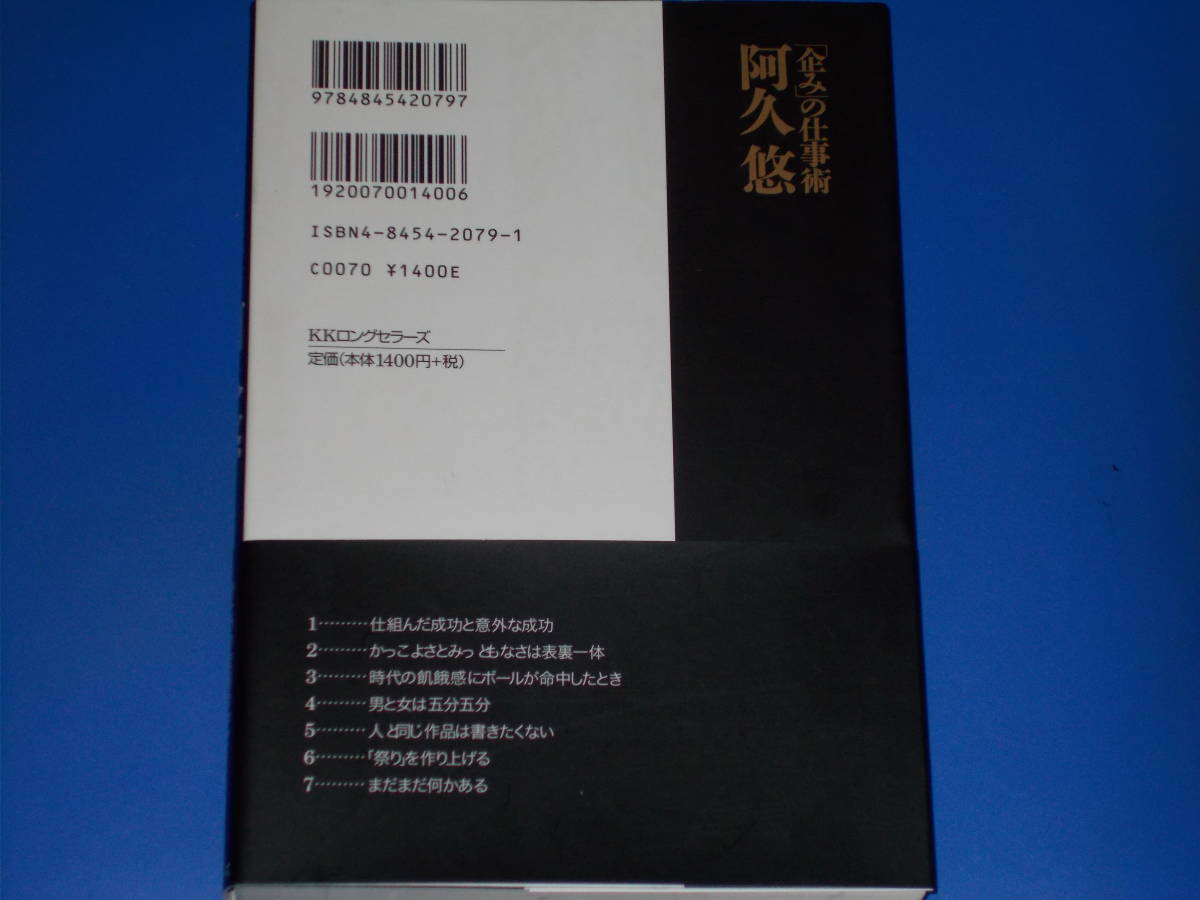 「企み」の仕事術
阿久 悠
9784845420797
1920070014006
ISBN4-8454-2079-1
C0070 ¥1400E
KKロングセラーズ
定価(本体1400円+税)
1………仕組んだ成功と意外な成功
2………かっこよさとみっともなさは表裏一体
3………時代の飢餓感にボールが命中したとき
4………男と女は五分五分
5………人と同じ作品は書きたくない
6………「祭り」を作り上げる
7………まだまだ何かある